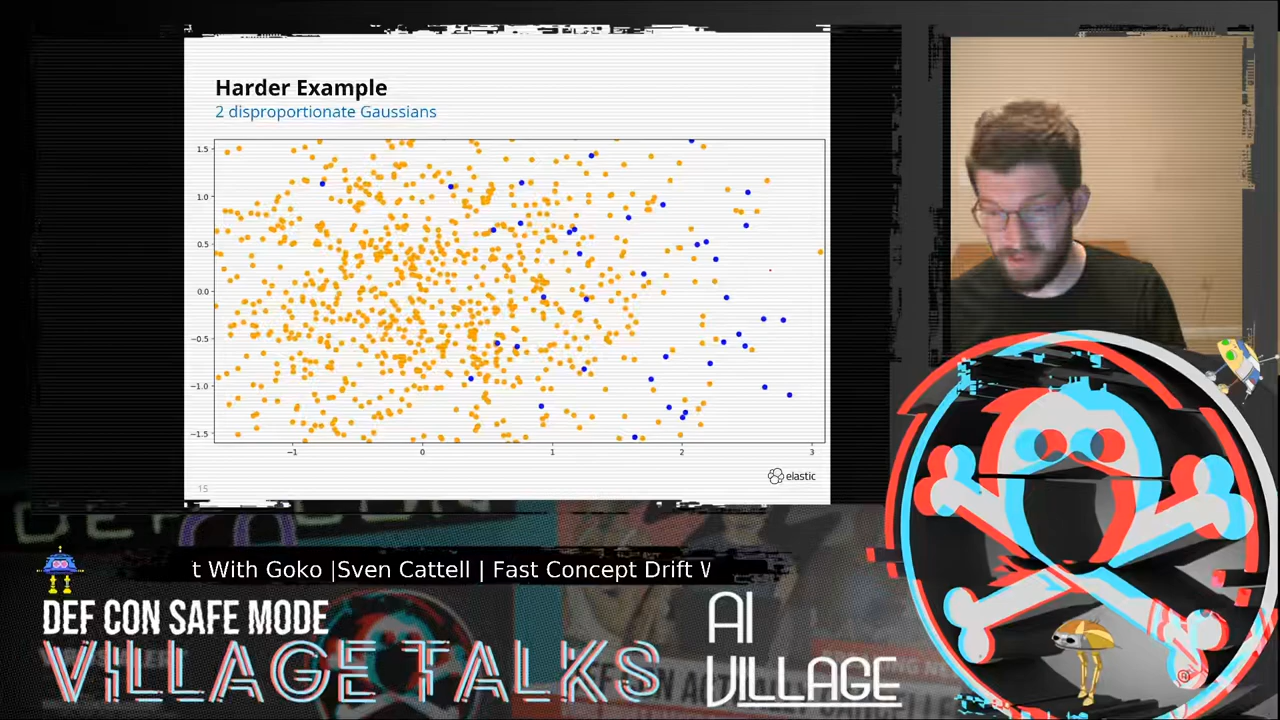 Harder Example
2 disproportionate Gaussians
1.5
1.0
0.5
0.0
−0.5
−1.0
−1.5
−1 0 1 2 3
elastic
15
t With Goko |Sven Cattell | Fast Concept Drift W
DEF CON SAFE MODE
VILLAGE TALKS
AI
VILLAGE